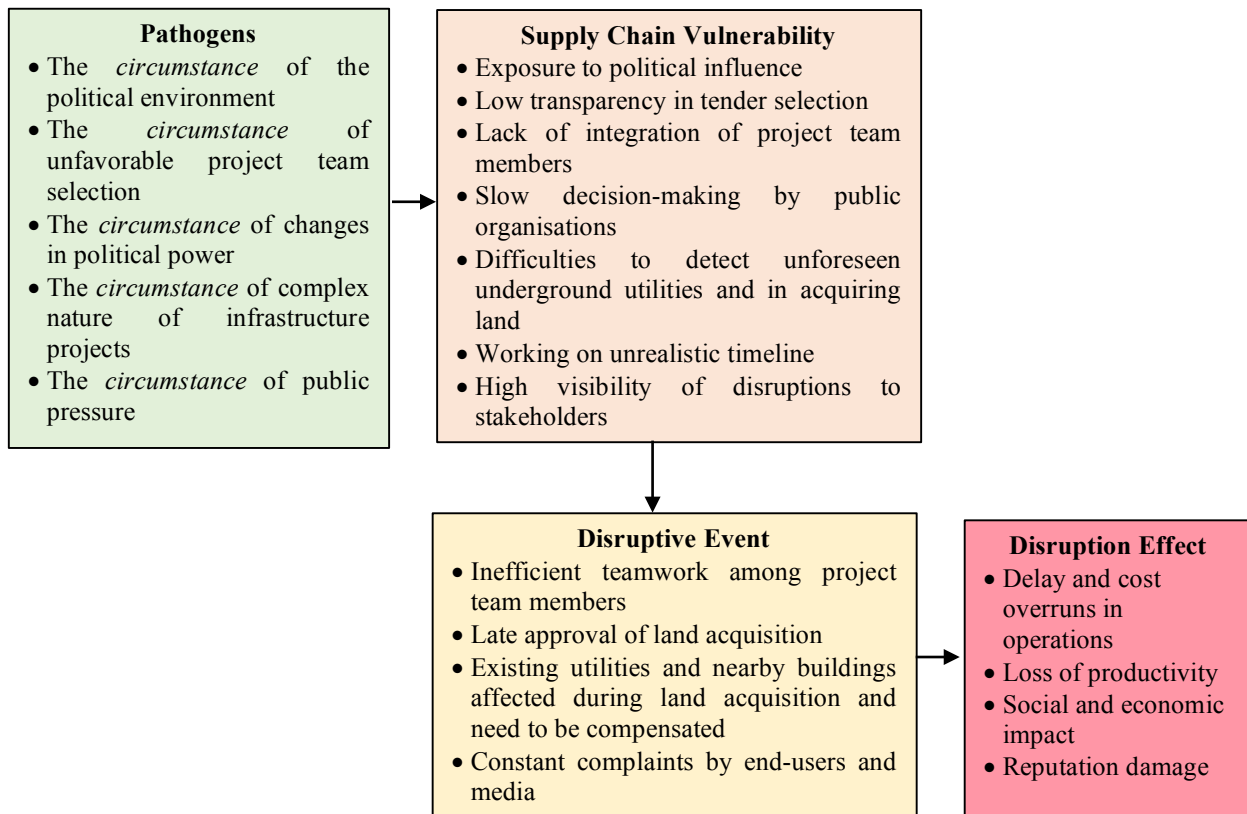 Pathogens
• The circumstance of the
political environment
• The circumstance of
unfavorable project team
selection
• The circumstance of changes
in political power
• The circumstance of complex
nature of infrastructure
projects
• The circumstance of public
pressure
Supply Chain Vulnerability
• Exposure to political influence
• Low transparency in tender selection
• Lack of integration of project team
members
• Slow decision-making by public
organisations
• Difficulties to detect unforeseen
underground utilities and in acquiring
land
• Working on unrealistic timeline
• High visibility of disruptions to
stakeholders
Disruptive Event
• Inefficient teamwork among project
team members
• Late approval of land acquisition
• Existing utilities and nearby buildings
affected during land acquisition and
need to be compensated
• Constant complaints by end-users and
media
Disruption Effect
• Delay and cost
overruns in
operations
• Loss of productivity
• Social and economic
impact
• Reputation damage